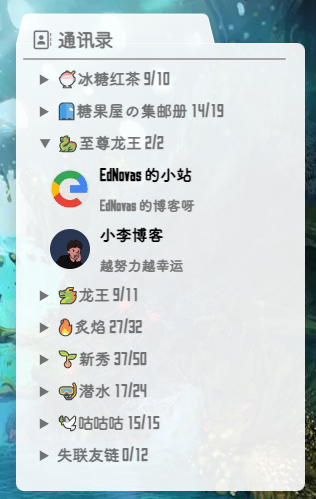 通讯录
冰糖红茶 9/10
糖果屋の集邮册 14/19
至尊龙王 2/2
EdNovas 的小站
EdNovas 的博客呀
小李博客
越努力越幸运
龙王 9/11
炙焰 27/32
新秀 37/50
潜水 17/24
咕咕咕 15/15
失联友链 0/12